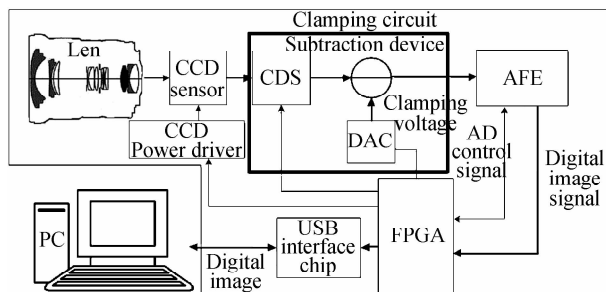 Clamping circuit
Len
Subtraction device
CCD
sensor
CDS
AFE
Clamping
voltage
CCD
Power driver
DAC
AD
control
signal
Digital
image
signal
PC
USB
interface
chip
FPGA
Digital
image